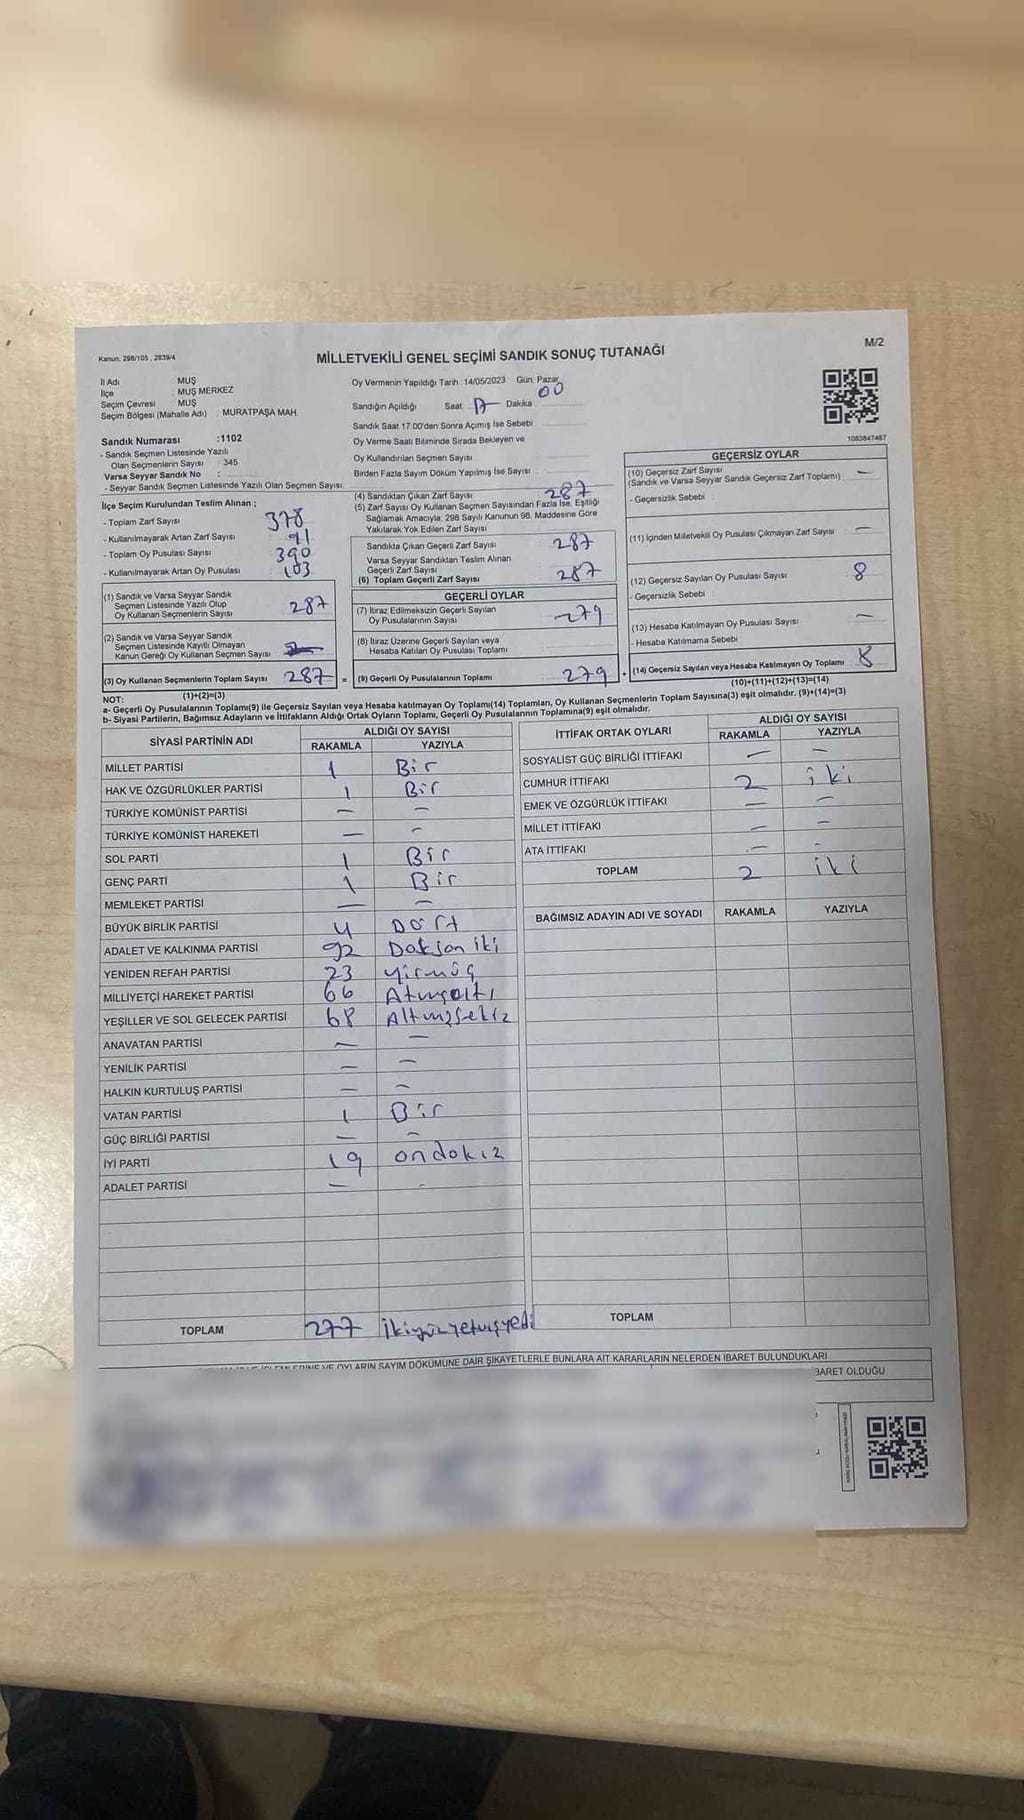 Kanun: 298/105 , 2839/4
MİLLETVEKİLİ GENEL SEÇİMİ SANDIK SONUÇ TUTANAĞI
M/2
İl Adı : MUŞ
İlçe : MUŞ MERKEZ
Seçim Çevresi : MUŞ
Seçim Bölgesi (Mahalle Adı) : MURATPAŞA MAH.
Sandık Numarası :1102
- Sandık Seçmen Listesinde Yazılı
Olan Seçmenlerin Sayısı : 345
Varsa Seyyar Sandık No :
- Seyyar Sandık Seçmen Listesinde Yazılı Olan Seçmen Sayısı
Oy Vermenin Yapıldığı Tarih :14/05/2023 Gün: Pazar
Sandığın Açıldığı Saat 17 Dakika 00
Sandık Saat 17.00'den Sonra Açımış İse Sebebi
Oy Verme Saati Bitiminde Sırada Bekleyen ve
Oy Kullandırılan Seçmen Sayısı
Birden Fazla Sayım Döküm Yapılmış İse Sayısı
1083847467
İlçe Seçim Kurulundan Teslim Alınan ;
- Toplam Zarf Sayısı 378
- Kullanılmayarak Artan Zarf Sayısı 91
- Toplam Oy Pusulası Sayısı 390
- Kullanılmayarak Artan Oy Pusulası 103
(1) Sandık ve Varsa Seyyar Sandık
Seçmen Listesinde Yazılı Olup
Oy Kullanan Seçmenlerin Sayısı 287
(2) Sandık ve Varsa Seyyar Sandık
Seçmen Listesinde Kayıtlı Olmayan
Kanun Gereği Oy Kullanan Seçmen Sayısı
(3) Oy Kullanan Seçmenlerin Toplam Sayısı 287 =
(4) Sandıktan Çıkan Zarf Sayısı 287
(5) Zarf Sayısı Oy Kullanan Seçmen Sayısından Fazla İse, Eşitliği
Sağlamak Amacıyla, 298 Sayılı Kanunun 98. Maddesine Göre
Yakılarak Yok Edilen Zarf Sayısı
Sandıkta Çıkan Geçerli Zarf Sayısı 287
Varsa Seyyar Sandıktan Teslim Alınan
Geçerli Zarf Sayısı
(6) Toplam Geçerli Zarf Sayısı 287
GEÇERLİ OYLAR
(7) İtiraz Edilmeksizin Geçerli Sayılan
Oy Pusulalarının Sayısı 279
(8) İtiraz Üzerine Geçerli Sayılan veya
Hesaba Katılan Oy Pusulası Toplamı
(9) Geçerli Oy Pusulalarının Toplamı 279 +
GEÇERSİZ OYLAR
(10) Geçersiz Zarf Sayısı —
(Sandık ve Varsa Seyyar Sandık Geçersiz Zarf Toplamı)
- Geçersizlik Sebebi
(11) İçinden Milletvekili Oy Pusulası Çıkmayan Zarf Sayısı —
(12) Geçersiz Sayılan Oy Pusulası Sayısı 8
- Geçersizlik Sebebi :
(13) Hesaba Katılmayan Oy Pusulası Sayısı —
- Hesaba Katılmama Sebebi
(14) Geçersiz Sayılan veya Hesaba Katılmayan Oy Toplamı 8
(10)+(11)+(12)+(13)=(14)
NOT: (1)+(2)=(3)
a- Geçerli Oy Pusulalarının Toplamı(9) ile Geçersiz Sayılan veya Hesaba katılmayan Oy Toplamı(14) Toplamları, Oy Kullanan Seçmenlerin Toplam Sayısına(3) eşit olmalıdır. (9)+(14)=(3)
b- Siyasi Partilerin, Bağımsız Adayların ve İttifakların Aldığı Ortak Oyların Toplamı, Geçerli Oy Pusulalarının Toplamına(9) eşit olmalıdır.
SİYASİ PARTİNİN ADI ALDIĞI OY SAYISI
RAKAMLA YAZIYLA
MİLLET PARTİSİ 1 Bir
HAK VE ÖZGÜRLÜKLER PARTİSİ 1 Bir
TÜRKİYE KOMÜNİST PARTİSİ — —
TÜRKİYE KOMÜNİST HAREKETİ — —
SOL PARTİ 1 Bir
GENÇ PARTİ 1 Bir
MEMLEKET PARTİSİ — —
BÜYÜK BİRLİK PARTİSİ 4 Dört
ADALET VE KALKINMA PARTİSİ 92 Doksan iki
YENİDEN REFAH PARTİSİ 23 yirmüç
MİLLİYETÇİ HAREKET PARTİSİ 66 Atmışaltı
YEŞİLLER VE SOL GELECEK PARTİSİ 68 Altmışsekiz
ANAVATAN PARTİSİ — —
YENİLİK PARTİSİ — —
HALKIN KURTULUŞ PARTİSİ — —
VATAN PARTİSİ 1 Bir
GÜÇ BİRLİĞİ PARTİSİ — —
İYİ PARTİ 19 ondokuz
ADALET PARTİSİ — -
TOPLAM 277 ikiyüzyetmişyedi
İTTİFAK ORTAK OYLARI ALDIĞI OY SAYISI
RAKAMLA YAZIYLA
SOSYALİST GÜÇ BİRLİĞİ İTTİFAKI — —
CUMHUR İTTİFAKI 2 iki
EMEK VE ÖZGÜRLÜK İTTİFAKI — —
MİLLET İTTİFAKI — —
ATA İTTİFAKI — -
TOPLAM 2 iki
BAĞIMSIZ ADAYIN ADI VE SOYADI RAKAMLA YAZIYLA
TOPLAM
OYLARIN SAYIM DÖKÜMÜNE DAİR ŞİKAYETLERLE BUNLARA AİT KARARLARIN NELERDEN İBARET BULUNDUKLARI
BARET OLDUĞU